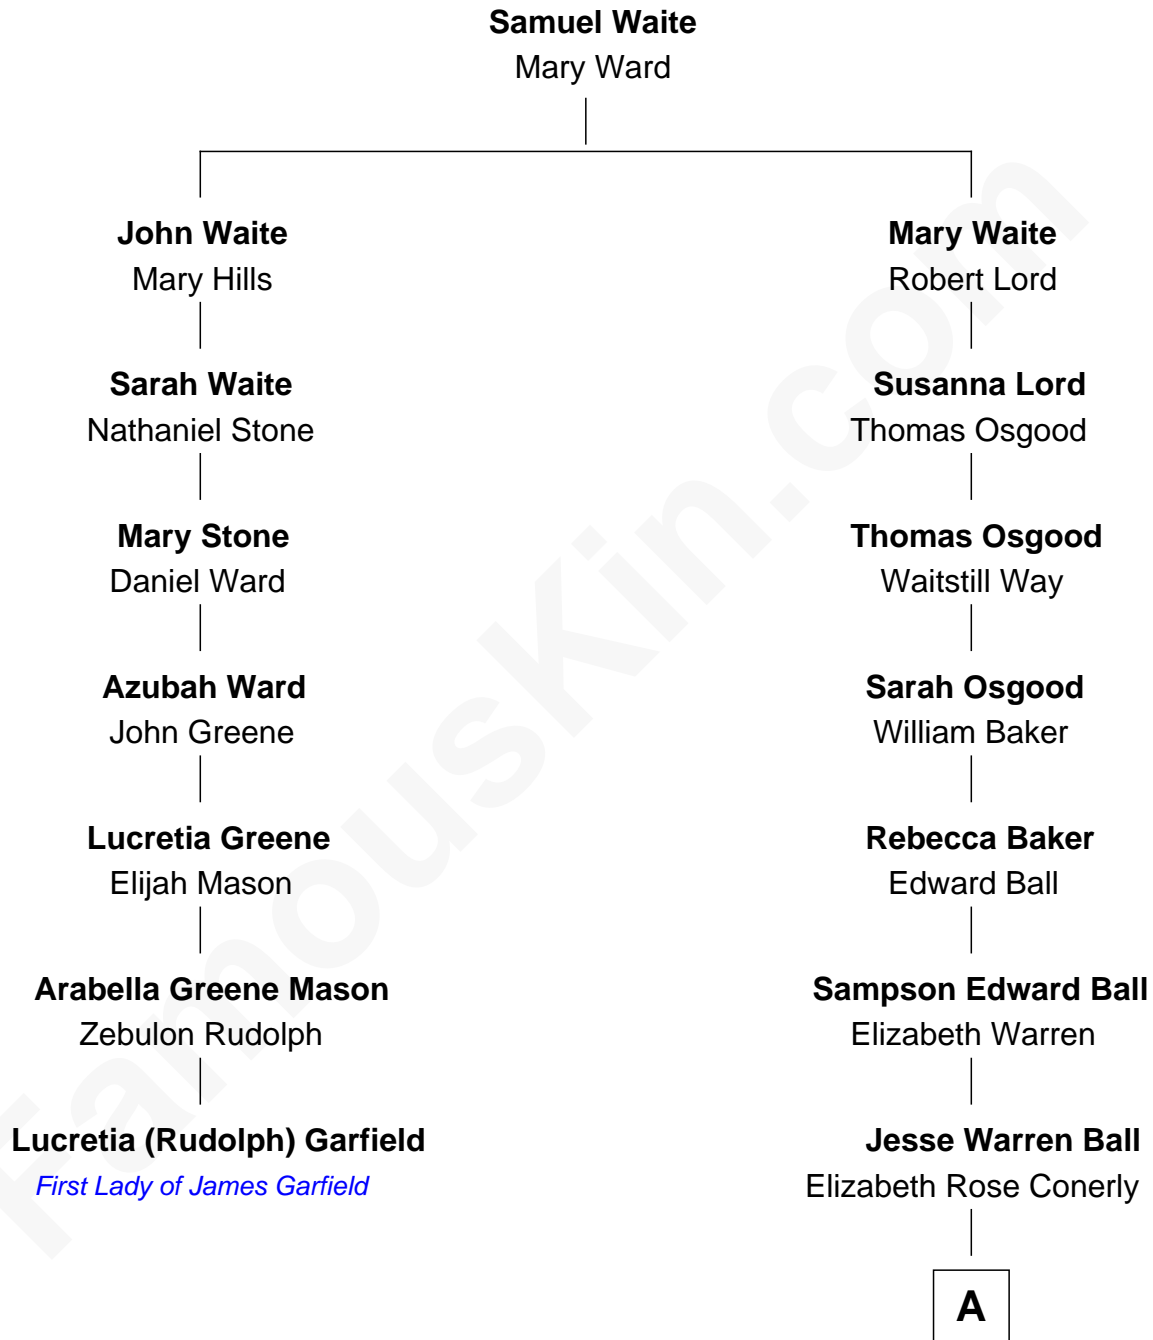 Samuel Waite
Mary Ward
John Waite
Mary Hills
Sarah Waite
Nathaniel Stone
Mary Stone
Daniel Ward
Azubah Ward
John Greene
Lucretia Greene
Elijah Mason
Arabella Greene Mason
Zebulon Rudolph
Lucretia (Rudolph) Garfield
First Lady of James Garfield
Mary Waite
Robert Lord
Susanna Lord
Thomas Osgood
Thomas Osgood
Waitstill Way
Sarah Osgood
William Baker
Rebecca Baker
Edward Ball
Sampson Edward Ball
Elizabeth Warren
Jesse Warren Ball
Elizabeth Rose Conerly
A
FamousKin.com